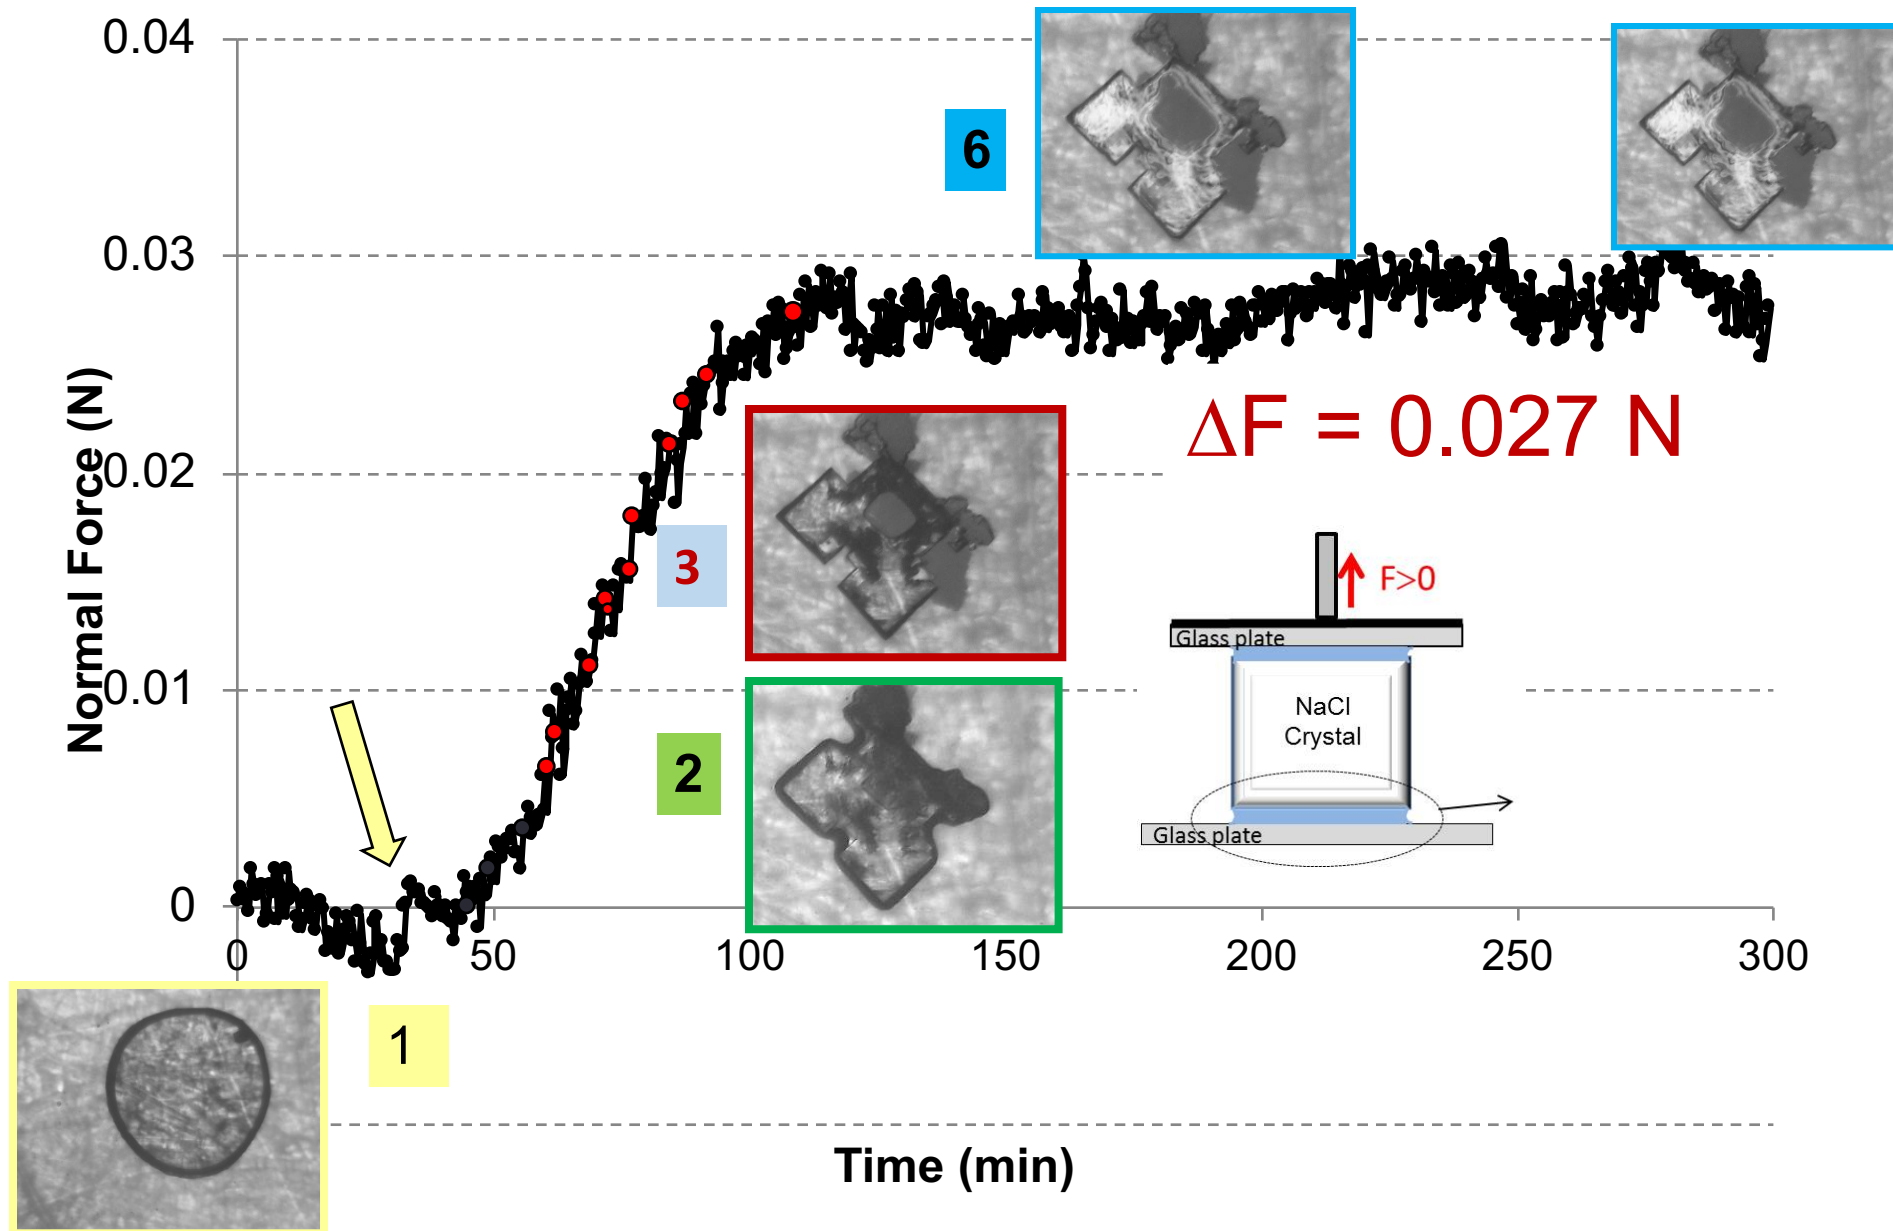 0.04
0.03
0.02
0.01
0
Normal Force (N)
6
ΔF = 0.027 N
3
2
F>0
Glass plate
NaCl
Crystal
Glass plate
0
50
100
150
200
250
300
1
Time (min)